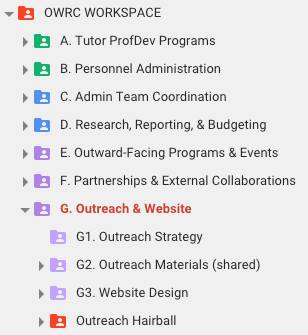 OWRC WORKSPACE
A. Tutor ProfDev Programs
B. Personnel Administration
C. Admin Team Coordination
D. Research, Reporting, & Budgeting
E. Outward-Facing Programs & Events
F. Partnerships & External Collaborations
G. Outreach & Website
G1. Outreach Strategy
G2. Outreach Materials (shared)
G3. Website Design
Outreach Hairball